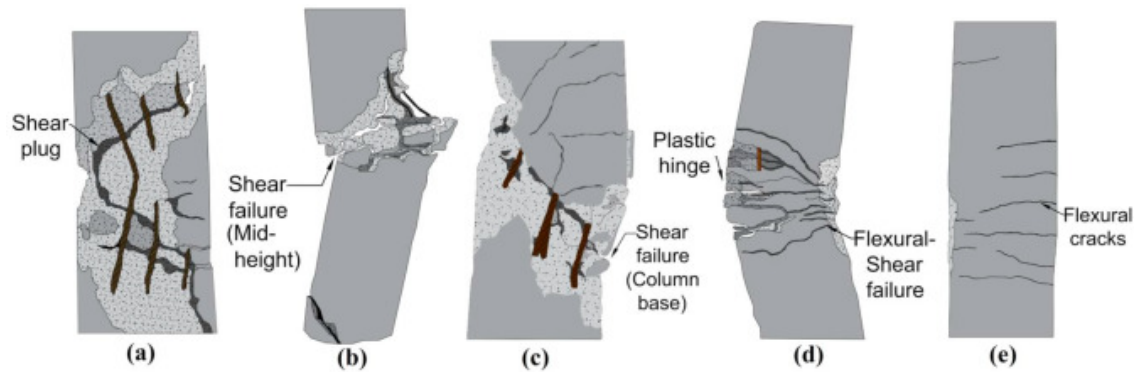 Shear
plug
(a)
Shear
failure
(Mid-
height)
(b)
Shear
failure
(Column
base)
(c)
Plastic
hinge
Flexural-
Shear
failure
(d)
Flexural
cracks
(e)